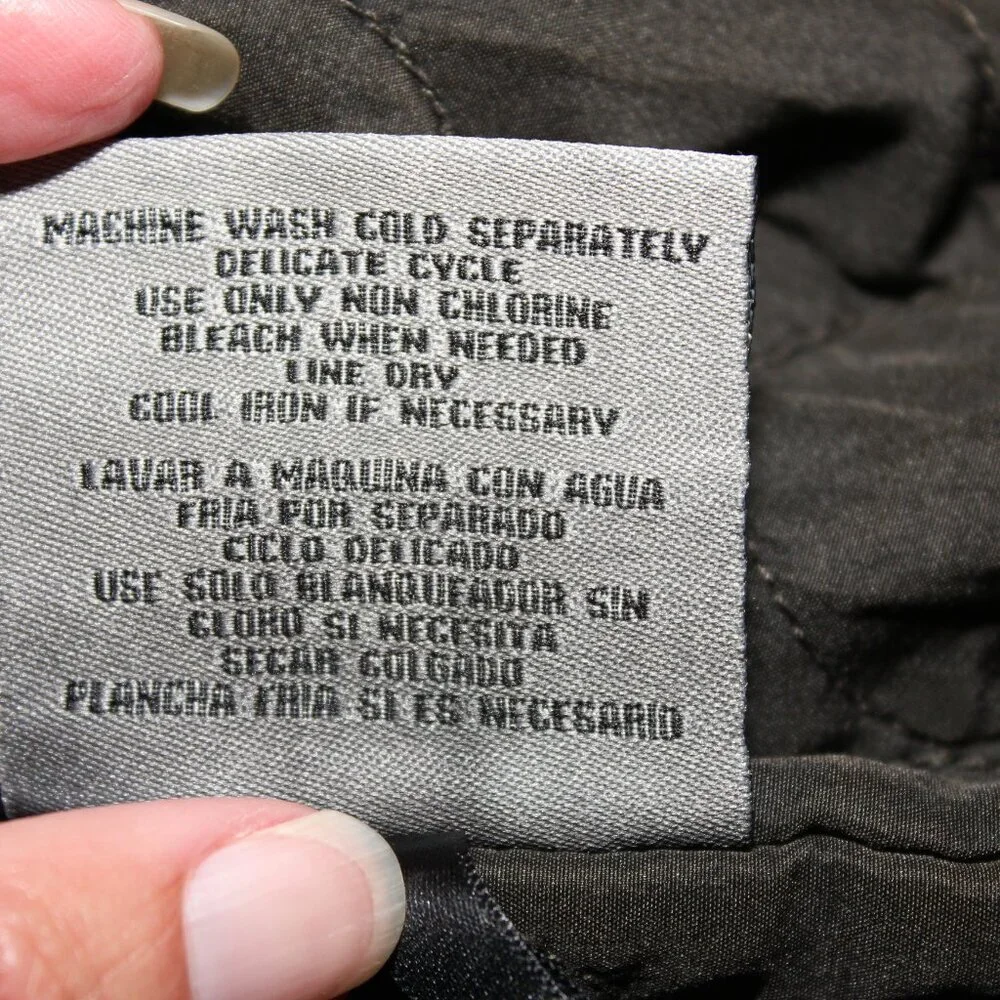 MACHINE WASH COLD SEPARATELY
DELICATE CYCLE
USE ONLY NON CHLORINE
BLEACH WHEN NEEDED
LINE DRY
COOL IRON IF NECESSARY
LAVAR A MAQUINA CON AGUA
FRIA POR SEPARADO
CICLO DELICADO
USE SOLO BLANQUEADOR SIN
CLORO SI NECESITA
SECAR COLGADO
PLANCHA FRIA SI ES NECESARIO